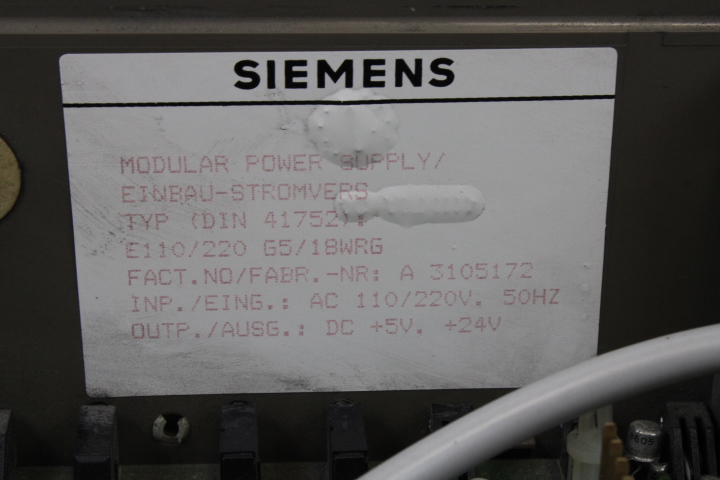 SIEMENS
MODULAR POWER SUPPLY/
EINBAU-STROMVERS
TYP (DIN 41752):
E110/220 G5/18WRG
FACT.NO/FABR.-NR: A 3105172
INP./EING.: AC 110/220V. 50HZ
OUTP./AUSG.: DC +5V. +24V